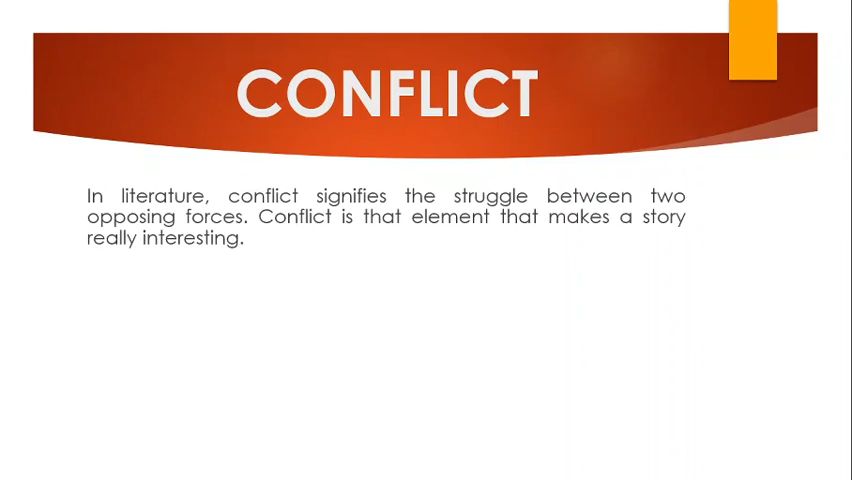 CONFLICT
In literature, conflict signifies the struggle between two
opposing forces. Conflict is that element that makes a story
really interesting.